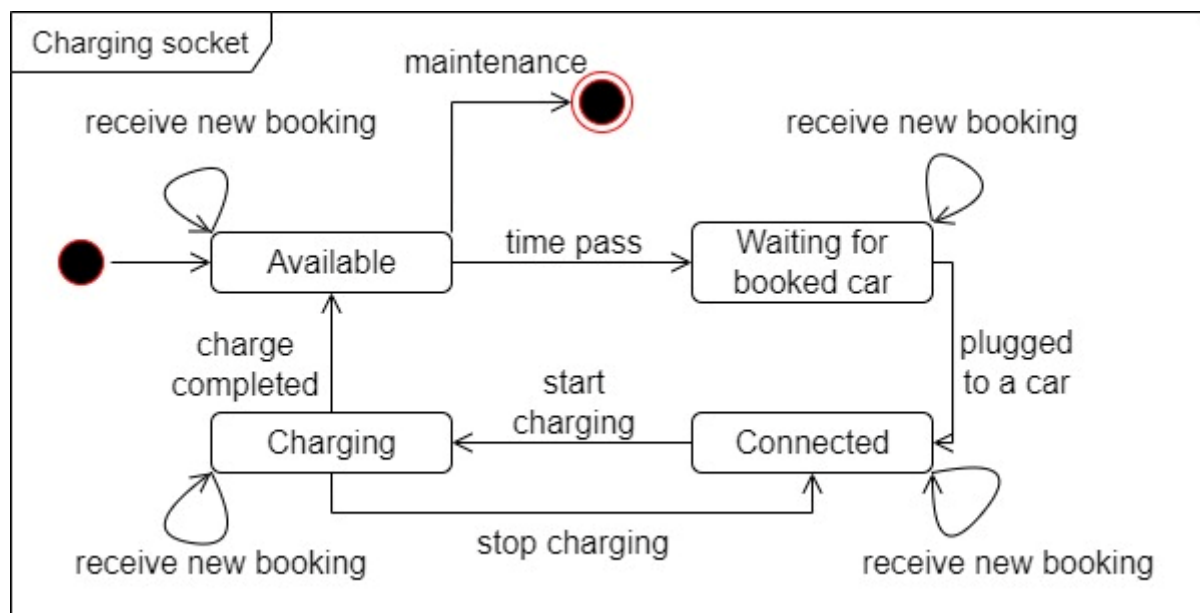 Charging socket
maintenance
receive new booking
receive new booking
Available
time pass
Waiting for
booked car
charge
completed
start
charging
plugged
to a car
Charging
Connected
stop charging
receive new booking
receive new booking